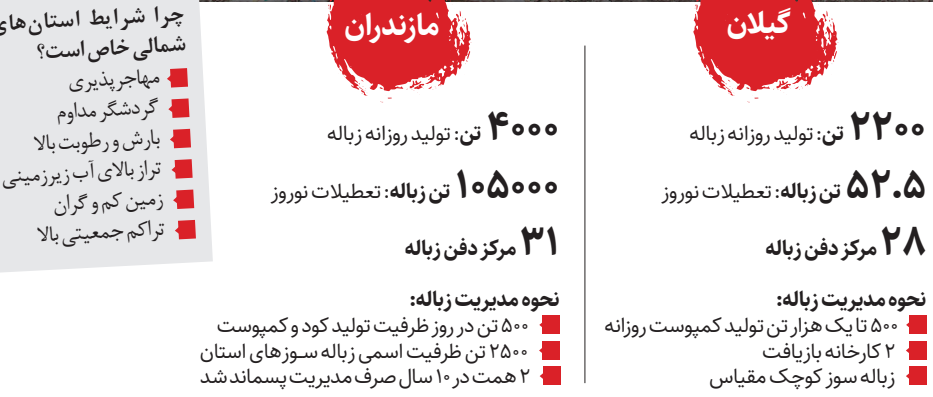 گیلان
۲۲۰۰ تن: تولید روزانه زباله
۵۲.۵ تن زباله: تعطیلات نوروز
۲۸ مرکز دفن زباله
نحوه مدیریت زباله:
۵۰۰ تا یک هزار تن تولید کمپوست روزانه
۲ کارخانه بازیافت
زباله سوز کوچک مقیاس
مازندران
۴۰۰۰ تن: تولید روزانه زباله
۱۰۵۰۰۰ تن زباله: تعطیلات نوروز
۳۱ مرکز دفن زباله
نحوه مدیریت زباله:
۵۰۰ تن در روز ظرفیت تولید کود و کمپوست
۲۵۰۰ تن ظرفیت اسمی زباله سوزهای استان
۲ همت در ۱۰ سال صرف مدیریت پسماند شد
چرا شرایط استان‌های
شمالی خاص است؟
مهاجرپذیری
گردشگر مداوم
بارش و رطوبت بالا
تراز بالای آب زیرزمینی
زمین کم و گران
تراکم جمعیتی بالا